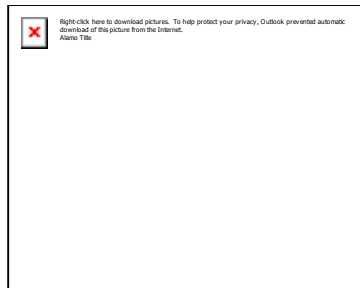 Right-click here to download pictures. To help protect your privacy, Outlook prevented automatic
download of this picture from the Internet.
Alamo Title